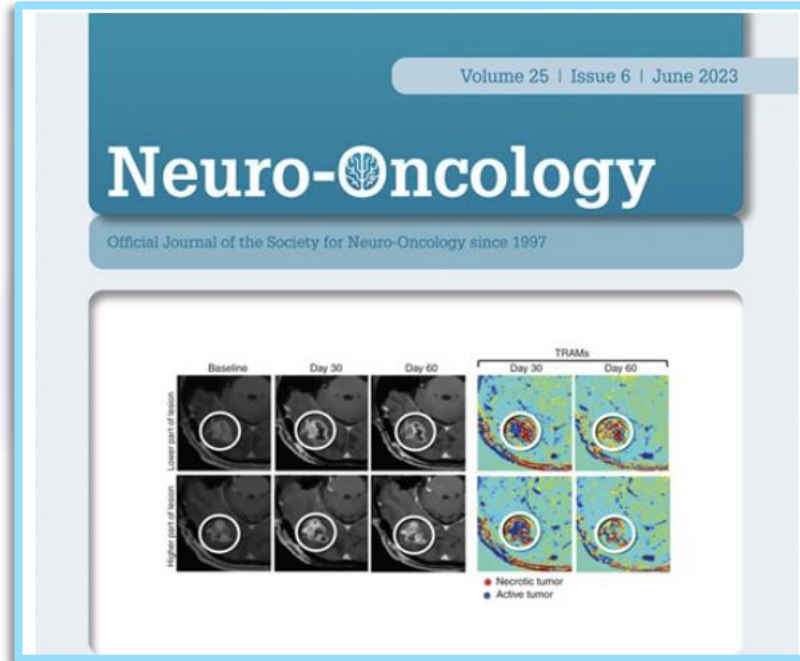 Volume 25 | Issue 6 | June 2023
Neuro-Oncology
Official Journal of the Society for Neuro-Oncology since 1997
TRAMs
Baseline Day 30 Day 60 Day 30 Day 60
Lower part of lesion
Higher part of lesion
Necrotic tumor
Active tumor